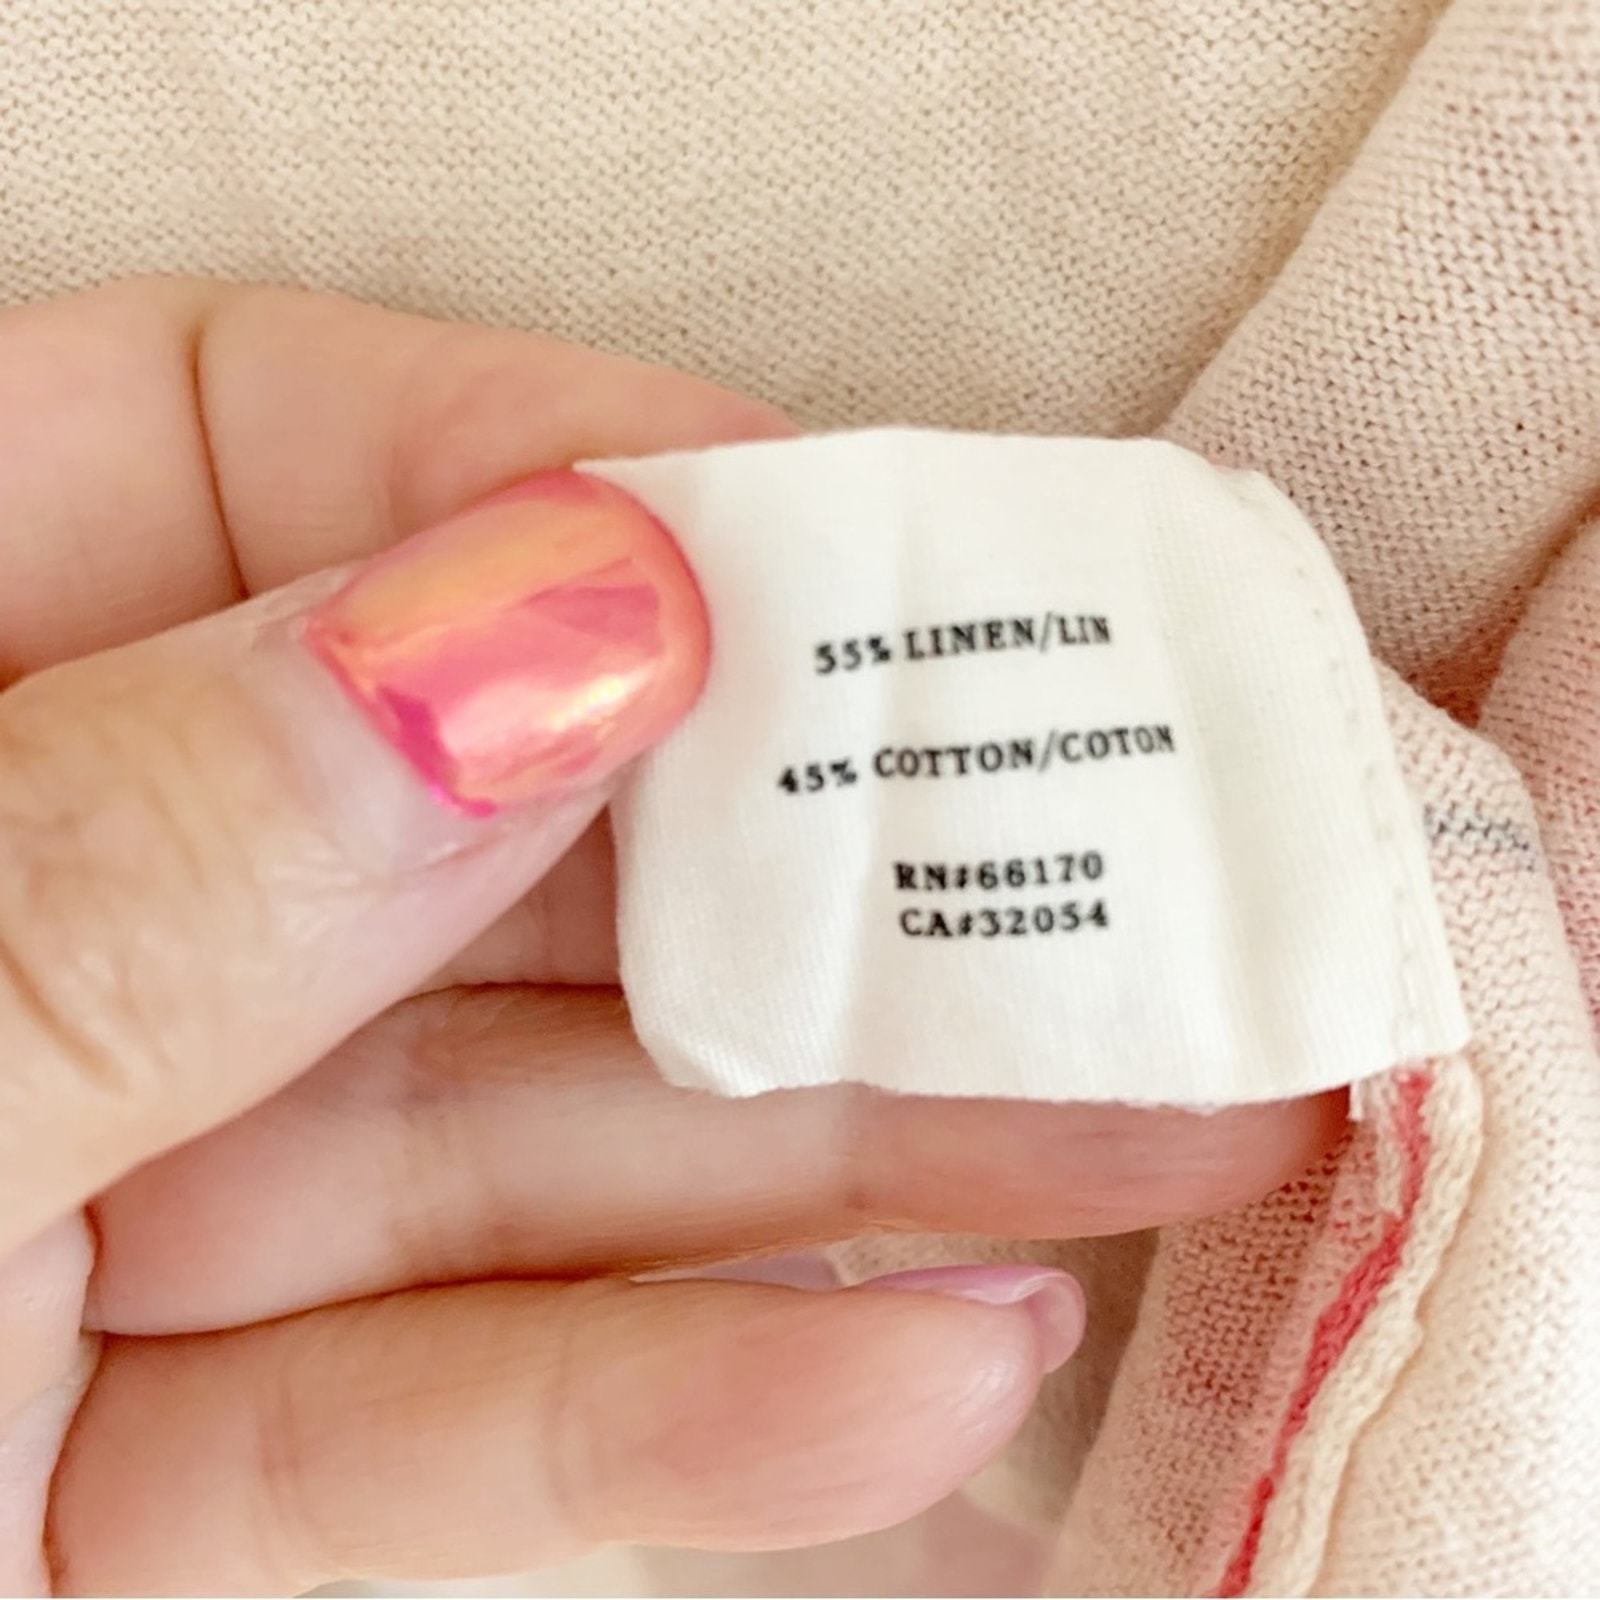 55% LINEN/LIN
45% COTTON/COTON
RN#66170
CA#32054